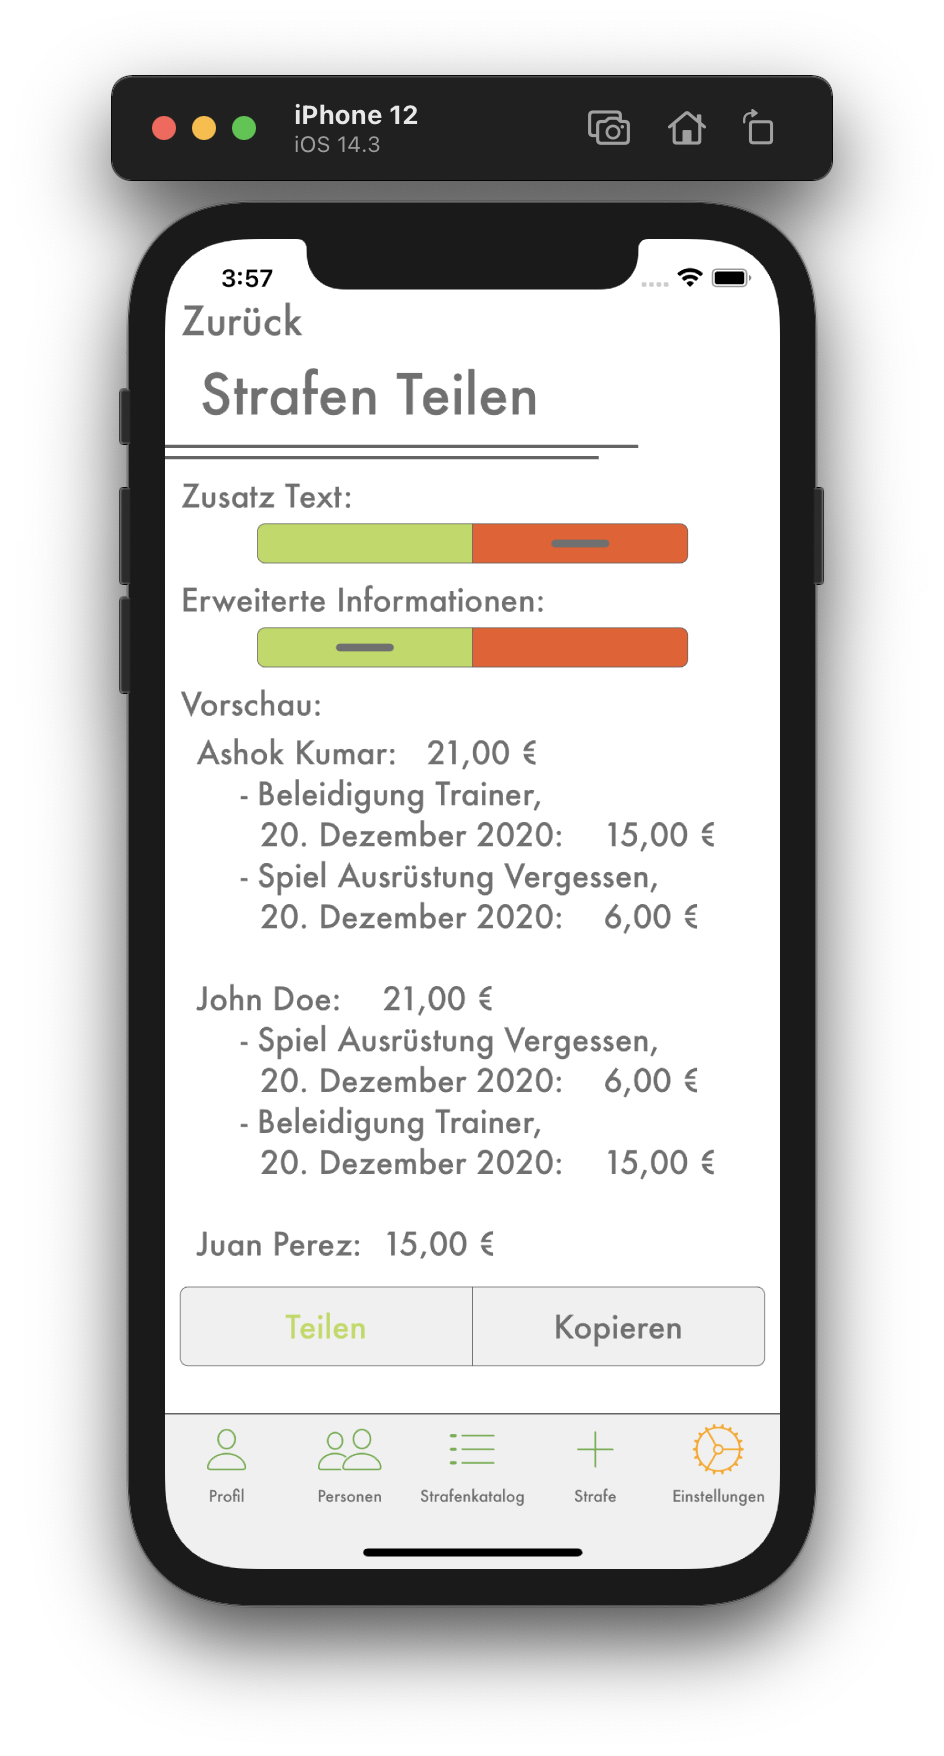 iPhone 12
iOS 14.3
3:57
Zurück
Strafen Teilen
Zusatz Text:
Erweiterte Informationen:
Vorschau:
Ashok Kumar: 21,00 €
- Beleidigung Trainer,
20. Dezember 2020: 15,00 €
- Spiel Ausrüstung Vergessen,
20. Dezember 2020: 6,00 €
John Doe: 21,00 €
- Spiel Ausrüstung Vergessen,
20. Dezember 2020: 6,00 €
- Beleidigung Trainer,
20. Dezember 2020: 15,00 €
Juan Perez: 15,00 €
Teilen Kopieren
Profil Personen Strafenkatalog Strafe Einstellungen